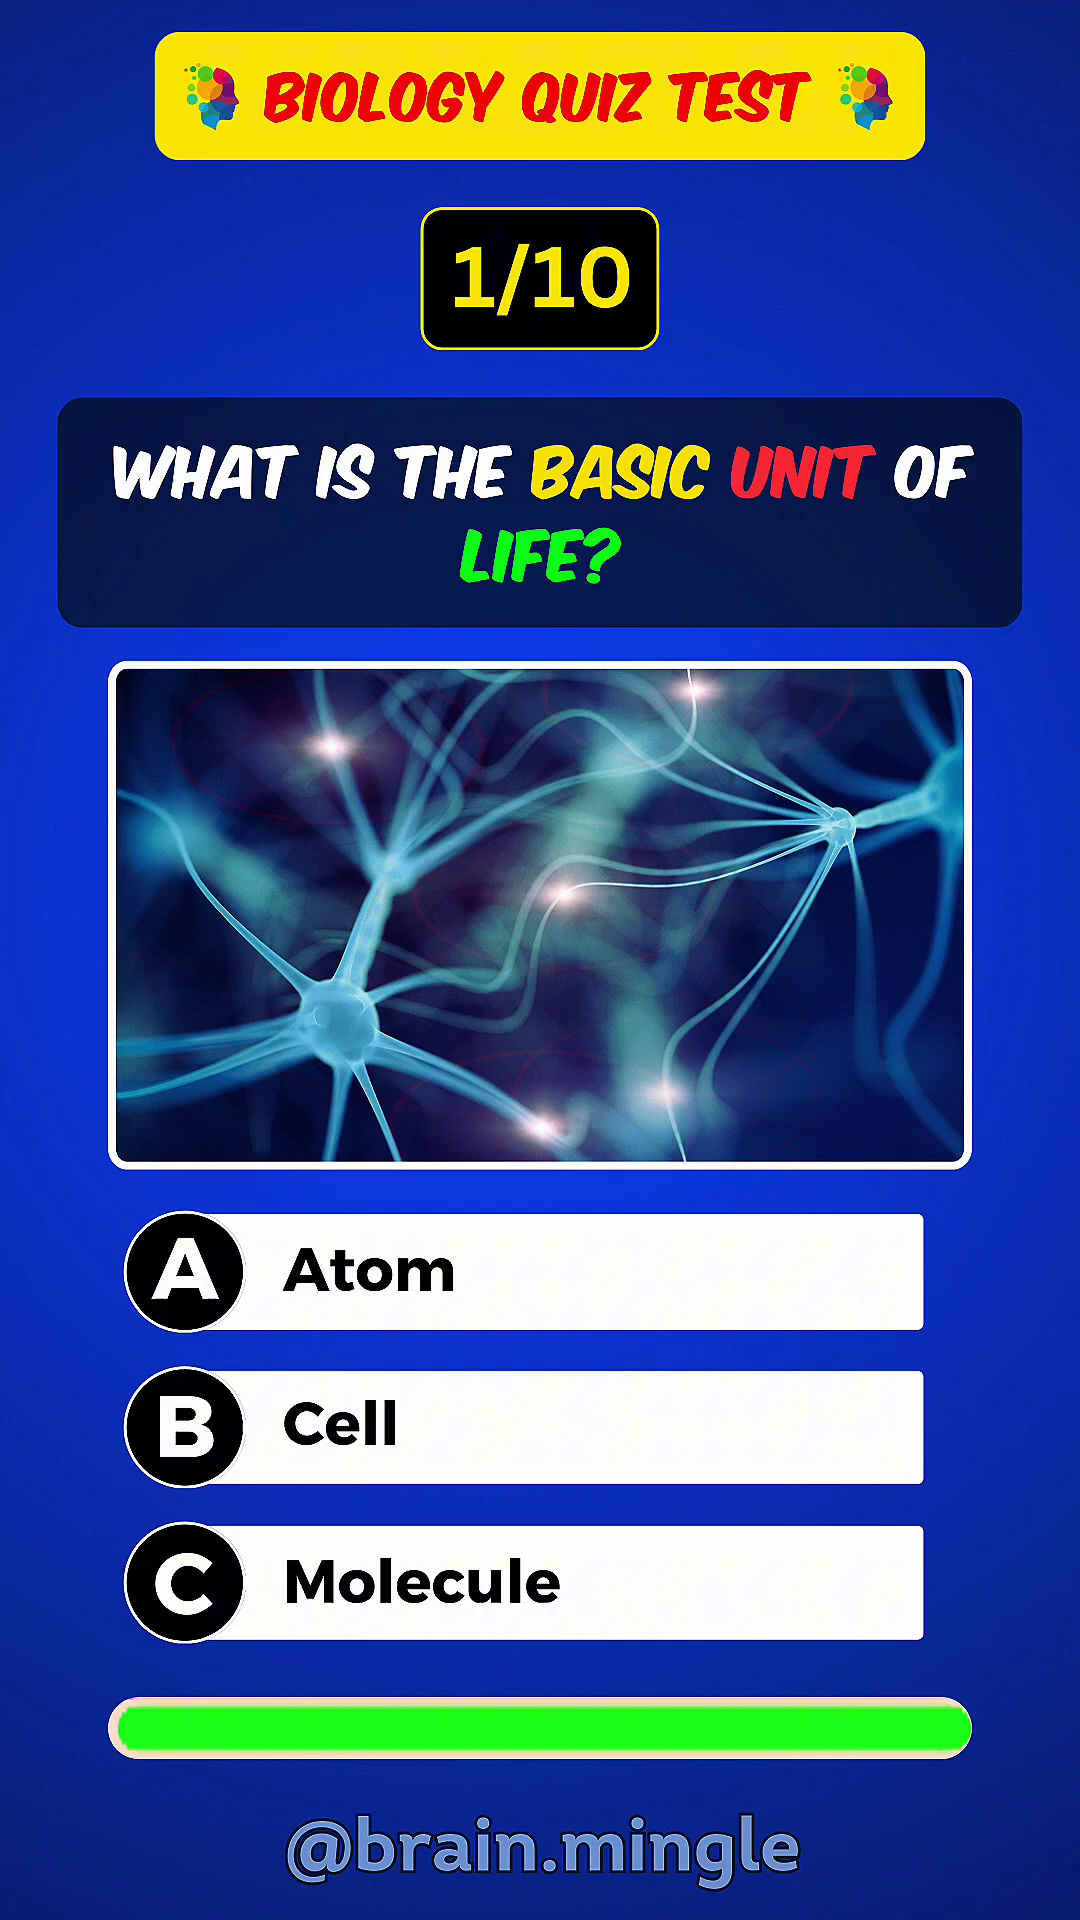 BIOLOGY QUIZ TEST
1/10
WHAT IS THE BASIC UNIT OF
LIFE?
A Atom
B Cell
C Molecule
@brain.mingle